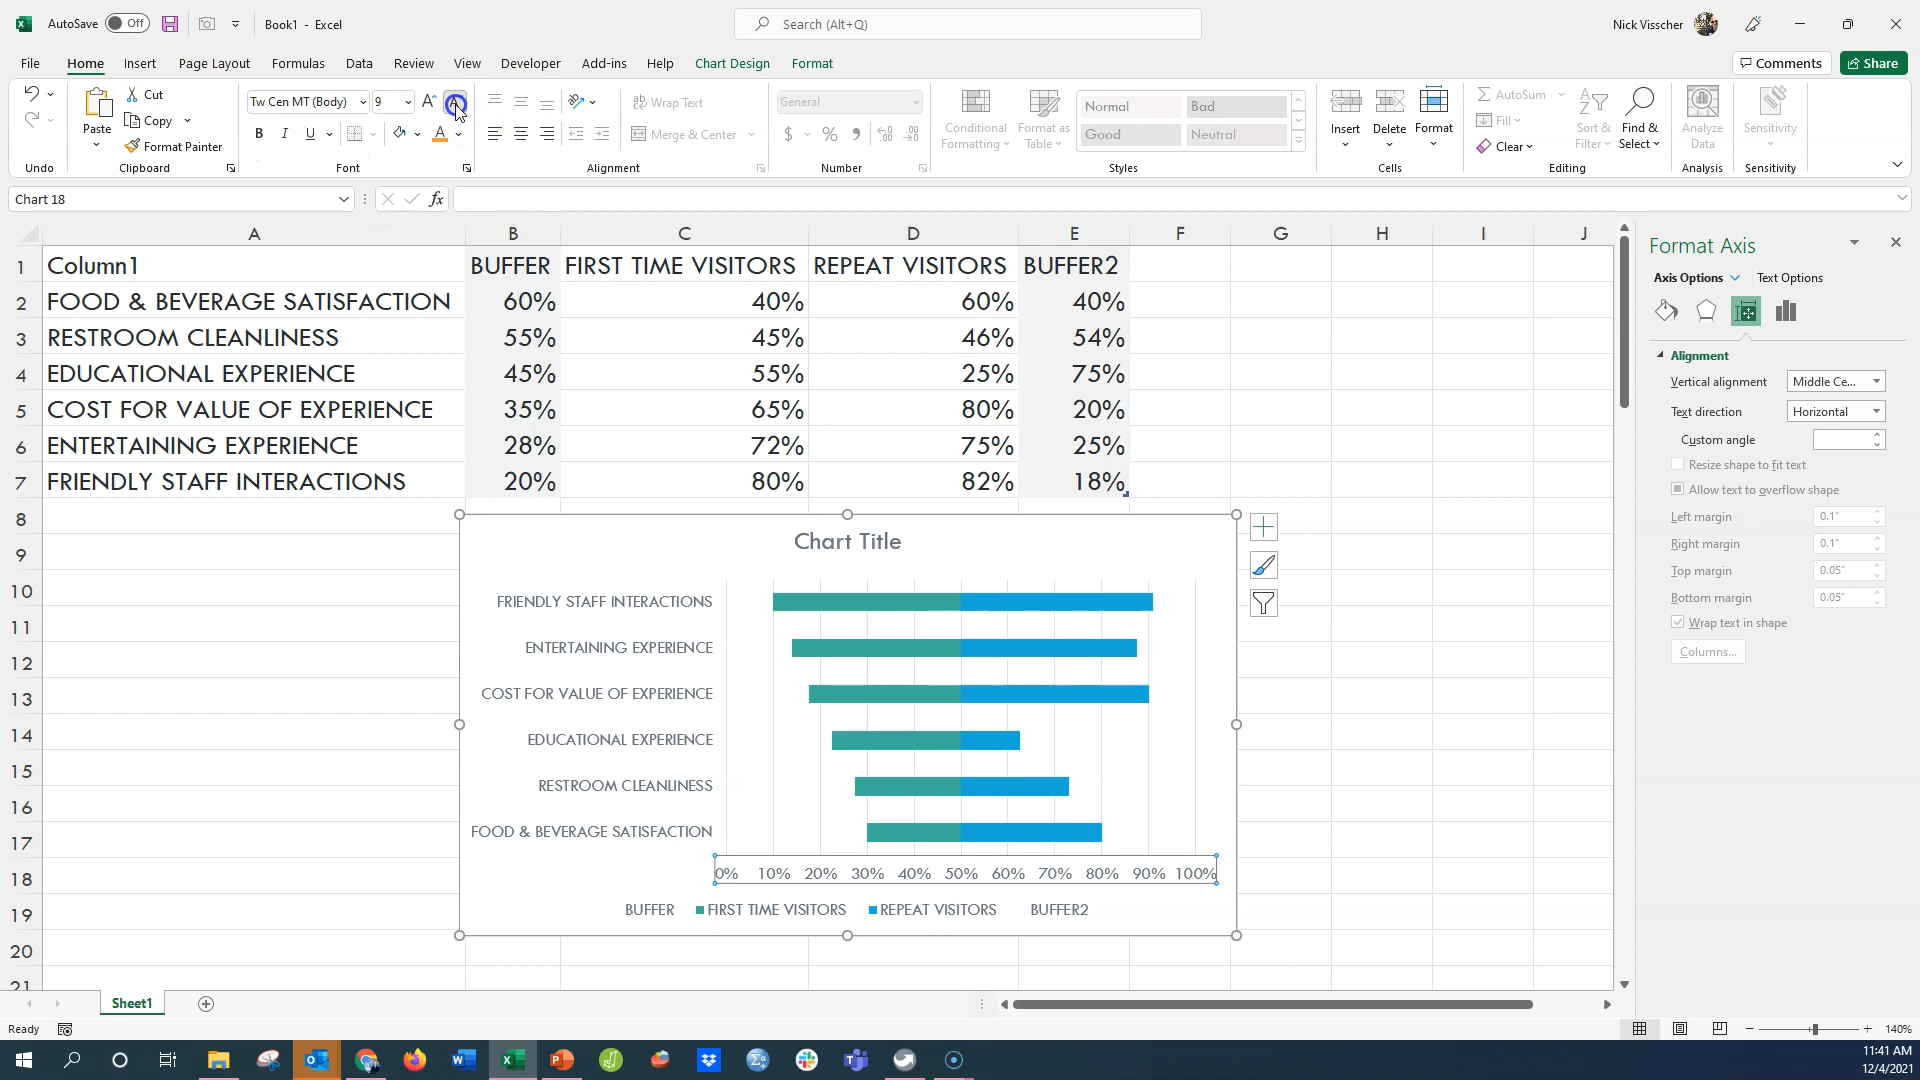 AutoSave Off Book1 - Excel Search (Alt+Q) Nick Visscher
File Home Insert Page Layout Formulas Data Review View Developer Add-ins Help Chart Design Format Comments Share
Paste Cut Copy Format Painter
Undo Clipboard
Tw Cen MT (Body) 9
B I U A
Font
Wrap Text
Merge & Center
Alignment
General
$ % 9
Number
Conditional Formatting Format as Table
Normal Bad
Good Neutral
Styles
Insert Delete Format
Cells
AutoSum
Fill
Clear
Sort & Filter Find & Select
Editing
Analyze Data
Analysis
Sensitivity
Sensitivity
Chart 18 fx
A B C D E F G H I J
1 Column1 BUFFER FIRST TIME VISITORS REPEAT VISITORS BUFFER2
2 FOOD & BEVERAGE SATISFACTION 60% 40% 60% 40%
3 RESTROOM CLEANLINESS 55% 45% 46% 54%
4 EDUCATIONAL EXPERIENCE 45% 55% 25% 75%
5 COST FOR VALUE OF EXPERIENCE 35% 65% 80% 20%
6 ENTERTAINING EXPERIENCE 28% 72% 75% 25%
7 FRIENDLY STAFF INTERACTIONS 20% 80% 82% 18%
8
9
10
11
12
13
14
15
16
17
18
19
20
21
Chart Title
FRIENDLY STAFF INTERACTIONS
ENTERTAINING EXPERIENCE
COST FOR VALUE OF EXPERIENCE
EDUCATIONAL EXPERIENCE
RESTROOM CLEANLINESS
FOOD & BEVERAGE SATISFACTION
0% 10% 20% 30% 40% 50% 60% 70% 80% 90% 100%
BUFFER FIRST TIME VISITORS REPEAT VISITORS BUFFER2
Format Axis
Axis Options Text Options
Alignment
Vertical alignment Middle Ce...
Text direction Horizontal
Custom angle
Resize shape to fit text
Allow text to overflow shape
Left margin 0.1"
Right margin 0.1"
Top margin 0.05"
Bottom margin 0.05"
Wrap text in shape
Columns...
Sheet1
Ready 140%
11:41 AM
12/4/2021